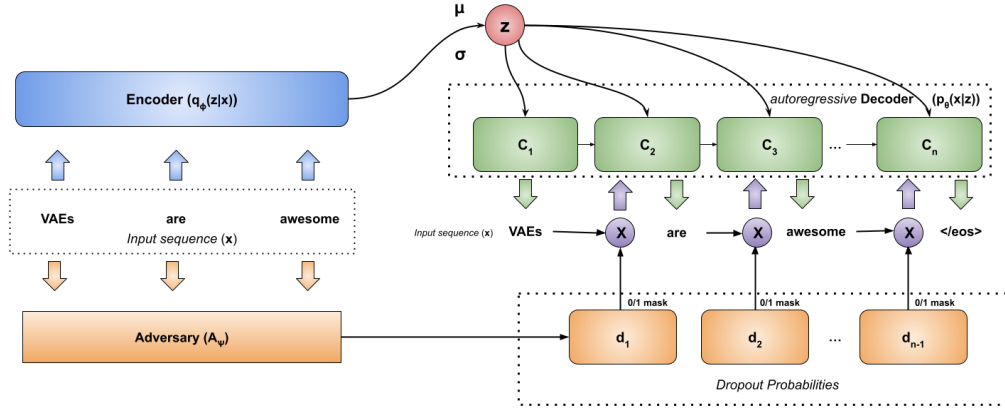 μ
z
σ
Encoder (qϕ(z|x))
autoregressive Decoder (pθ(x|z))
C1
C2
C3
...
Cn
VAEs are awesome
Input sequence (x)
Input sequence (x) VAEs X are X awesome X </eos>
0/1 mask 0/1 mask 0/1 mask
Adversary (Aψ)
d1
d2
...
dn-1
Dropout Probabilities